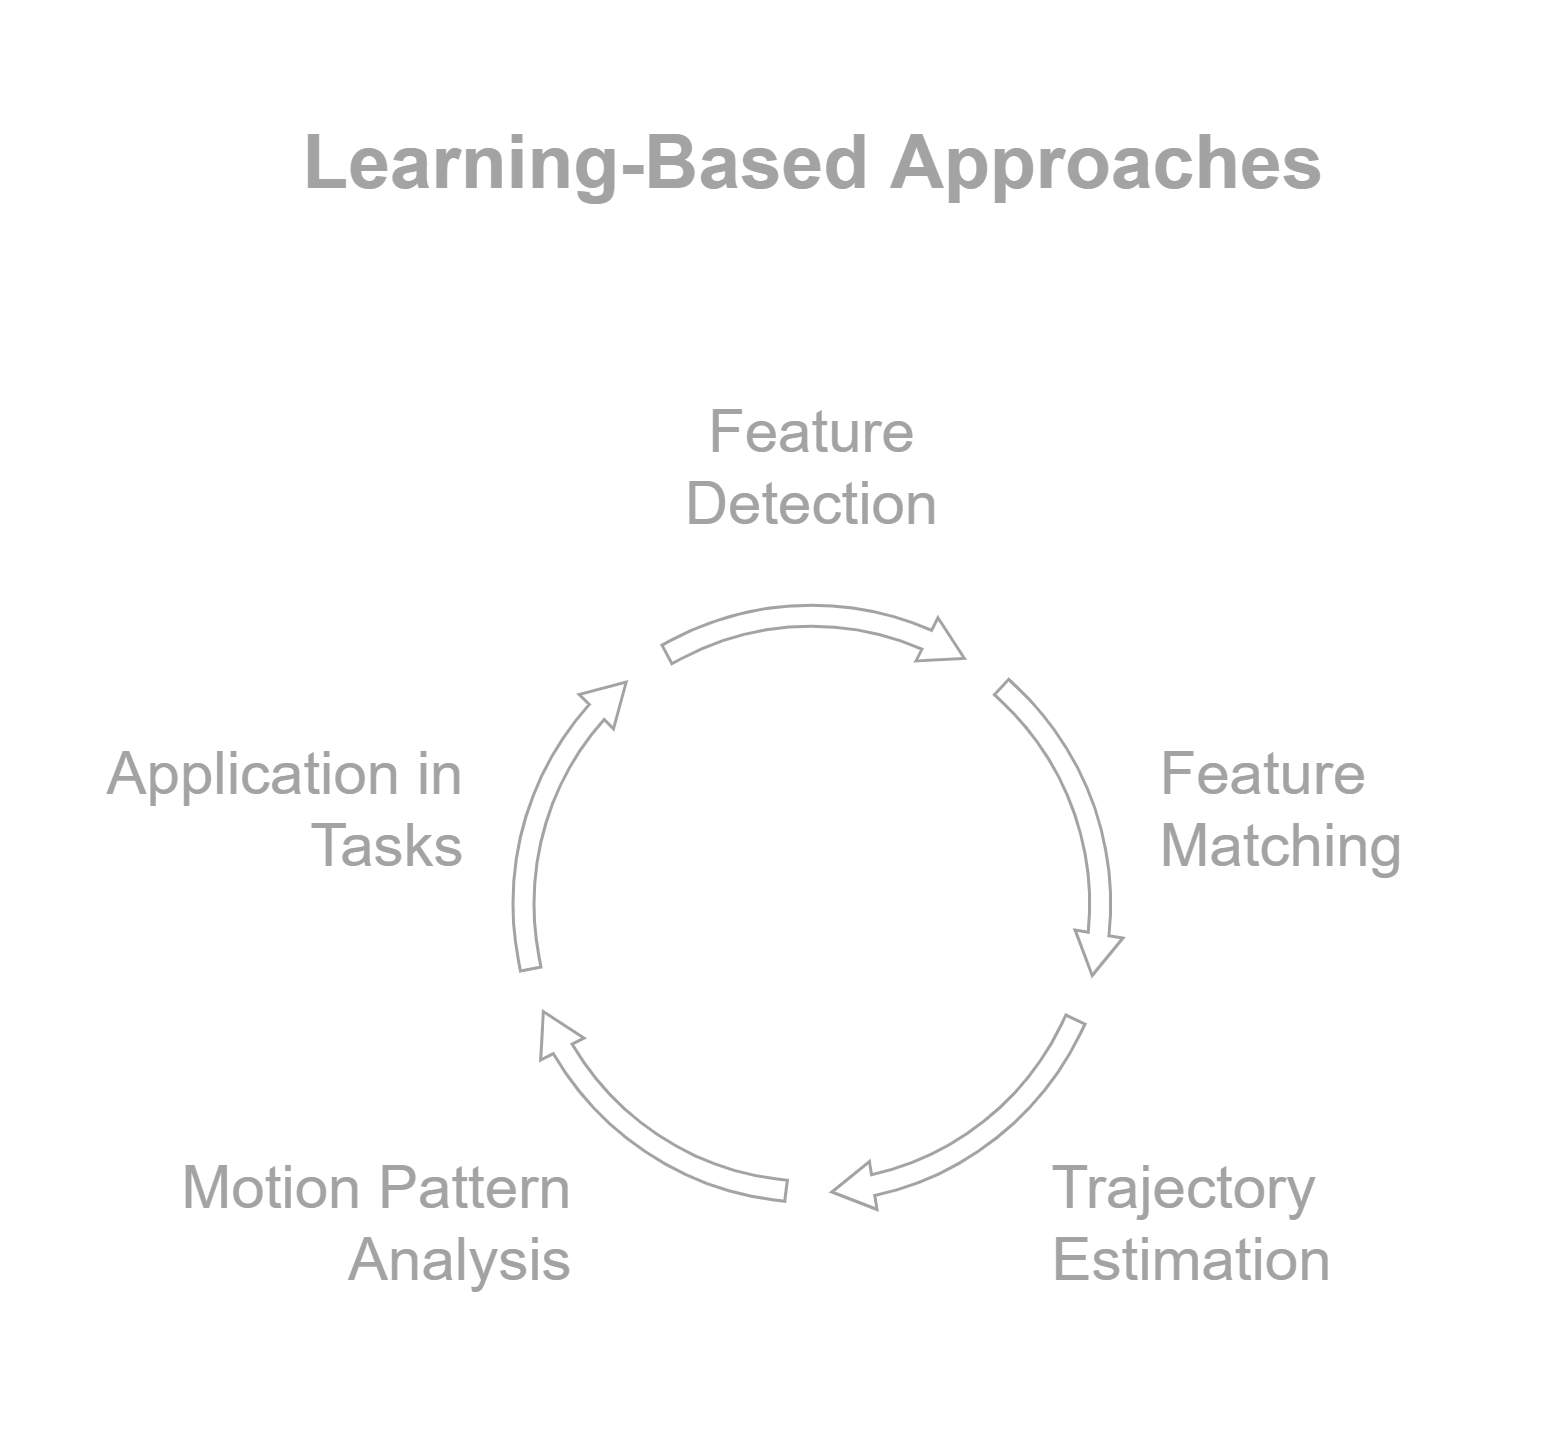 Learning-Based Approaches
Feature
Detection
Feature
Matching
Trajectory
Estimation
Motion Pattern
Analysis
Application in
Tasks